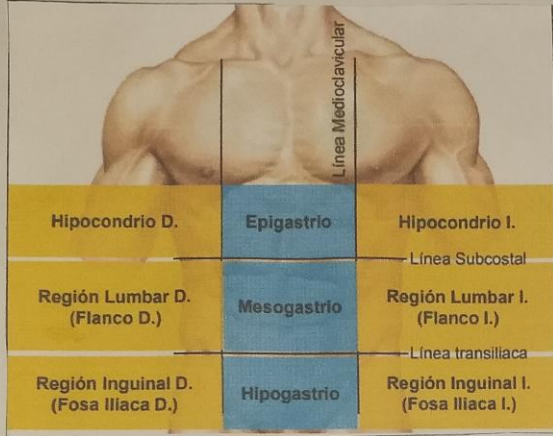 Línea Medioclavicular
Hipocondrio D.
Epigastrio
Hipocondrio I.
Línea Subcostal
Región Lumbar D.
(Flanco D.)
Mesogastrio
Región Lumbar I.
(Flanco I.)
Línea transiliaca
Región Inguinal D.
(Fosa Iliaca D.)
Hipogastrio
Región Inguinal I.
(Fosa Iliaca I.)